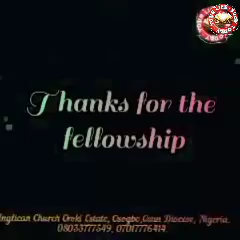 Thanks for the
fellowship
Anglican Church Oroki Estate, Osogbo, Osun Diocese, Nigeria.
08033777549, 07017776414